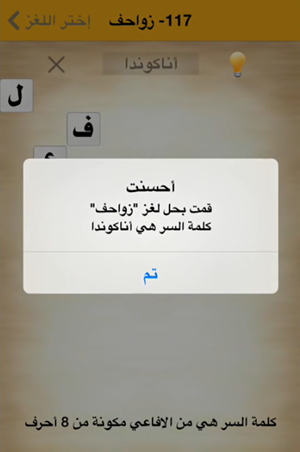 117- زواحف
إختر اللغز
أناكوندا
ل
ف
أحسنت
قمت بحل لغز "زواحف"
كلمة السر هي أناكوندا
تم
كلمة السر هي من الافاعي مكونة من 8 أحرف